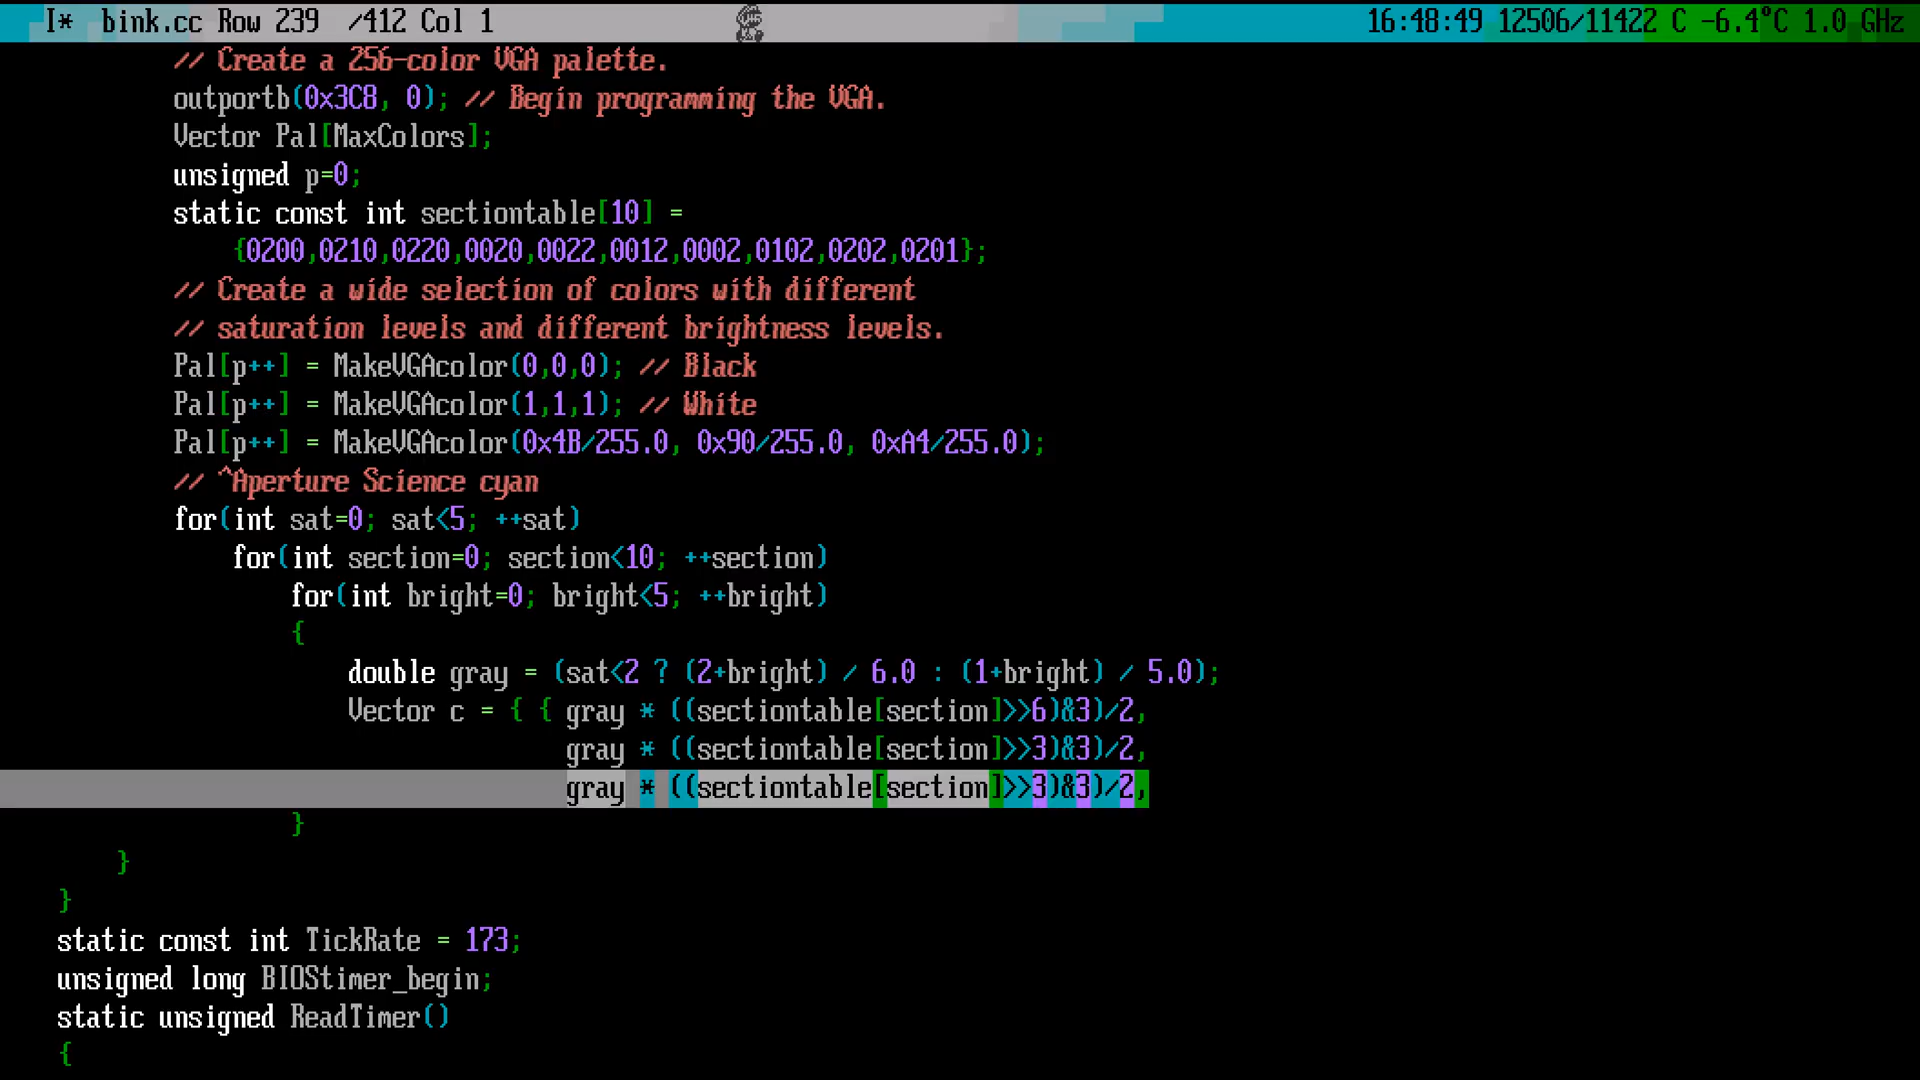 I* bink.cc Row 239 /412 Col 1 16:48:49 12506/11422 C -6.4°C 1.0 GHz
// Create a 256-color VGA palette.
outportb(0x3C8, 0); // Begin programming the VGA.
Vector Pal[MaxColors];
unsigned p=0;
static const int sectiontable[10] =
{0200,0210,0220,0020,0022,0012,0002,0102,0202,0201};
// Create a wide selection of colors with different
// saturation levels and different brightness levels.
Pal[p++] = MakeVGAcolor(0,0,0); // Black
Pal[p++] = MakeVGAcolor(1,1,1); // White
Pal[p++] = MakeVGAcolor(0x4B/255.0, 0x90/255.0, 0xA4/255.0);
// ^Aperture Science cyan
for(int sat=0; sat<5; ++sat)
for(int section=0; section<10; ++section)
for(int bright=0; bright<5; ++bright)
{
double gray = (sat<2 ? (2+bright) / 6.0 : (1+bright) / 5.0);
Vector c = { { gray * ((sectiontable[section]>>6)&3)/2,
gray * ((sectiontable[section]>>3)&3)/2,
gray * ((sectiontable[section]>>3)&3)/2,
}
}
}
static const int TickRate = 173;
unsigned long BIOStimer_begin;
static unsigned ReadTimer()
{